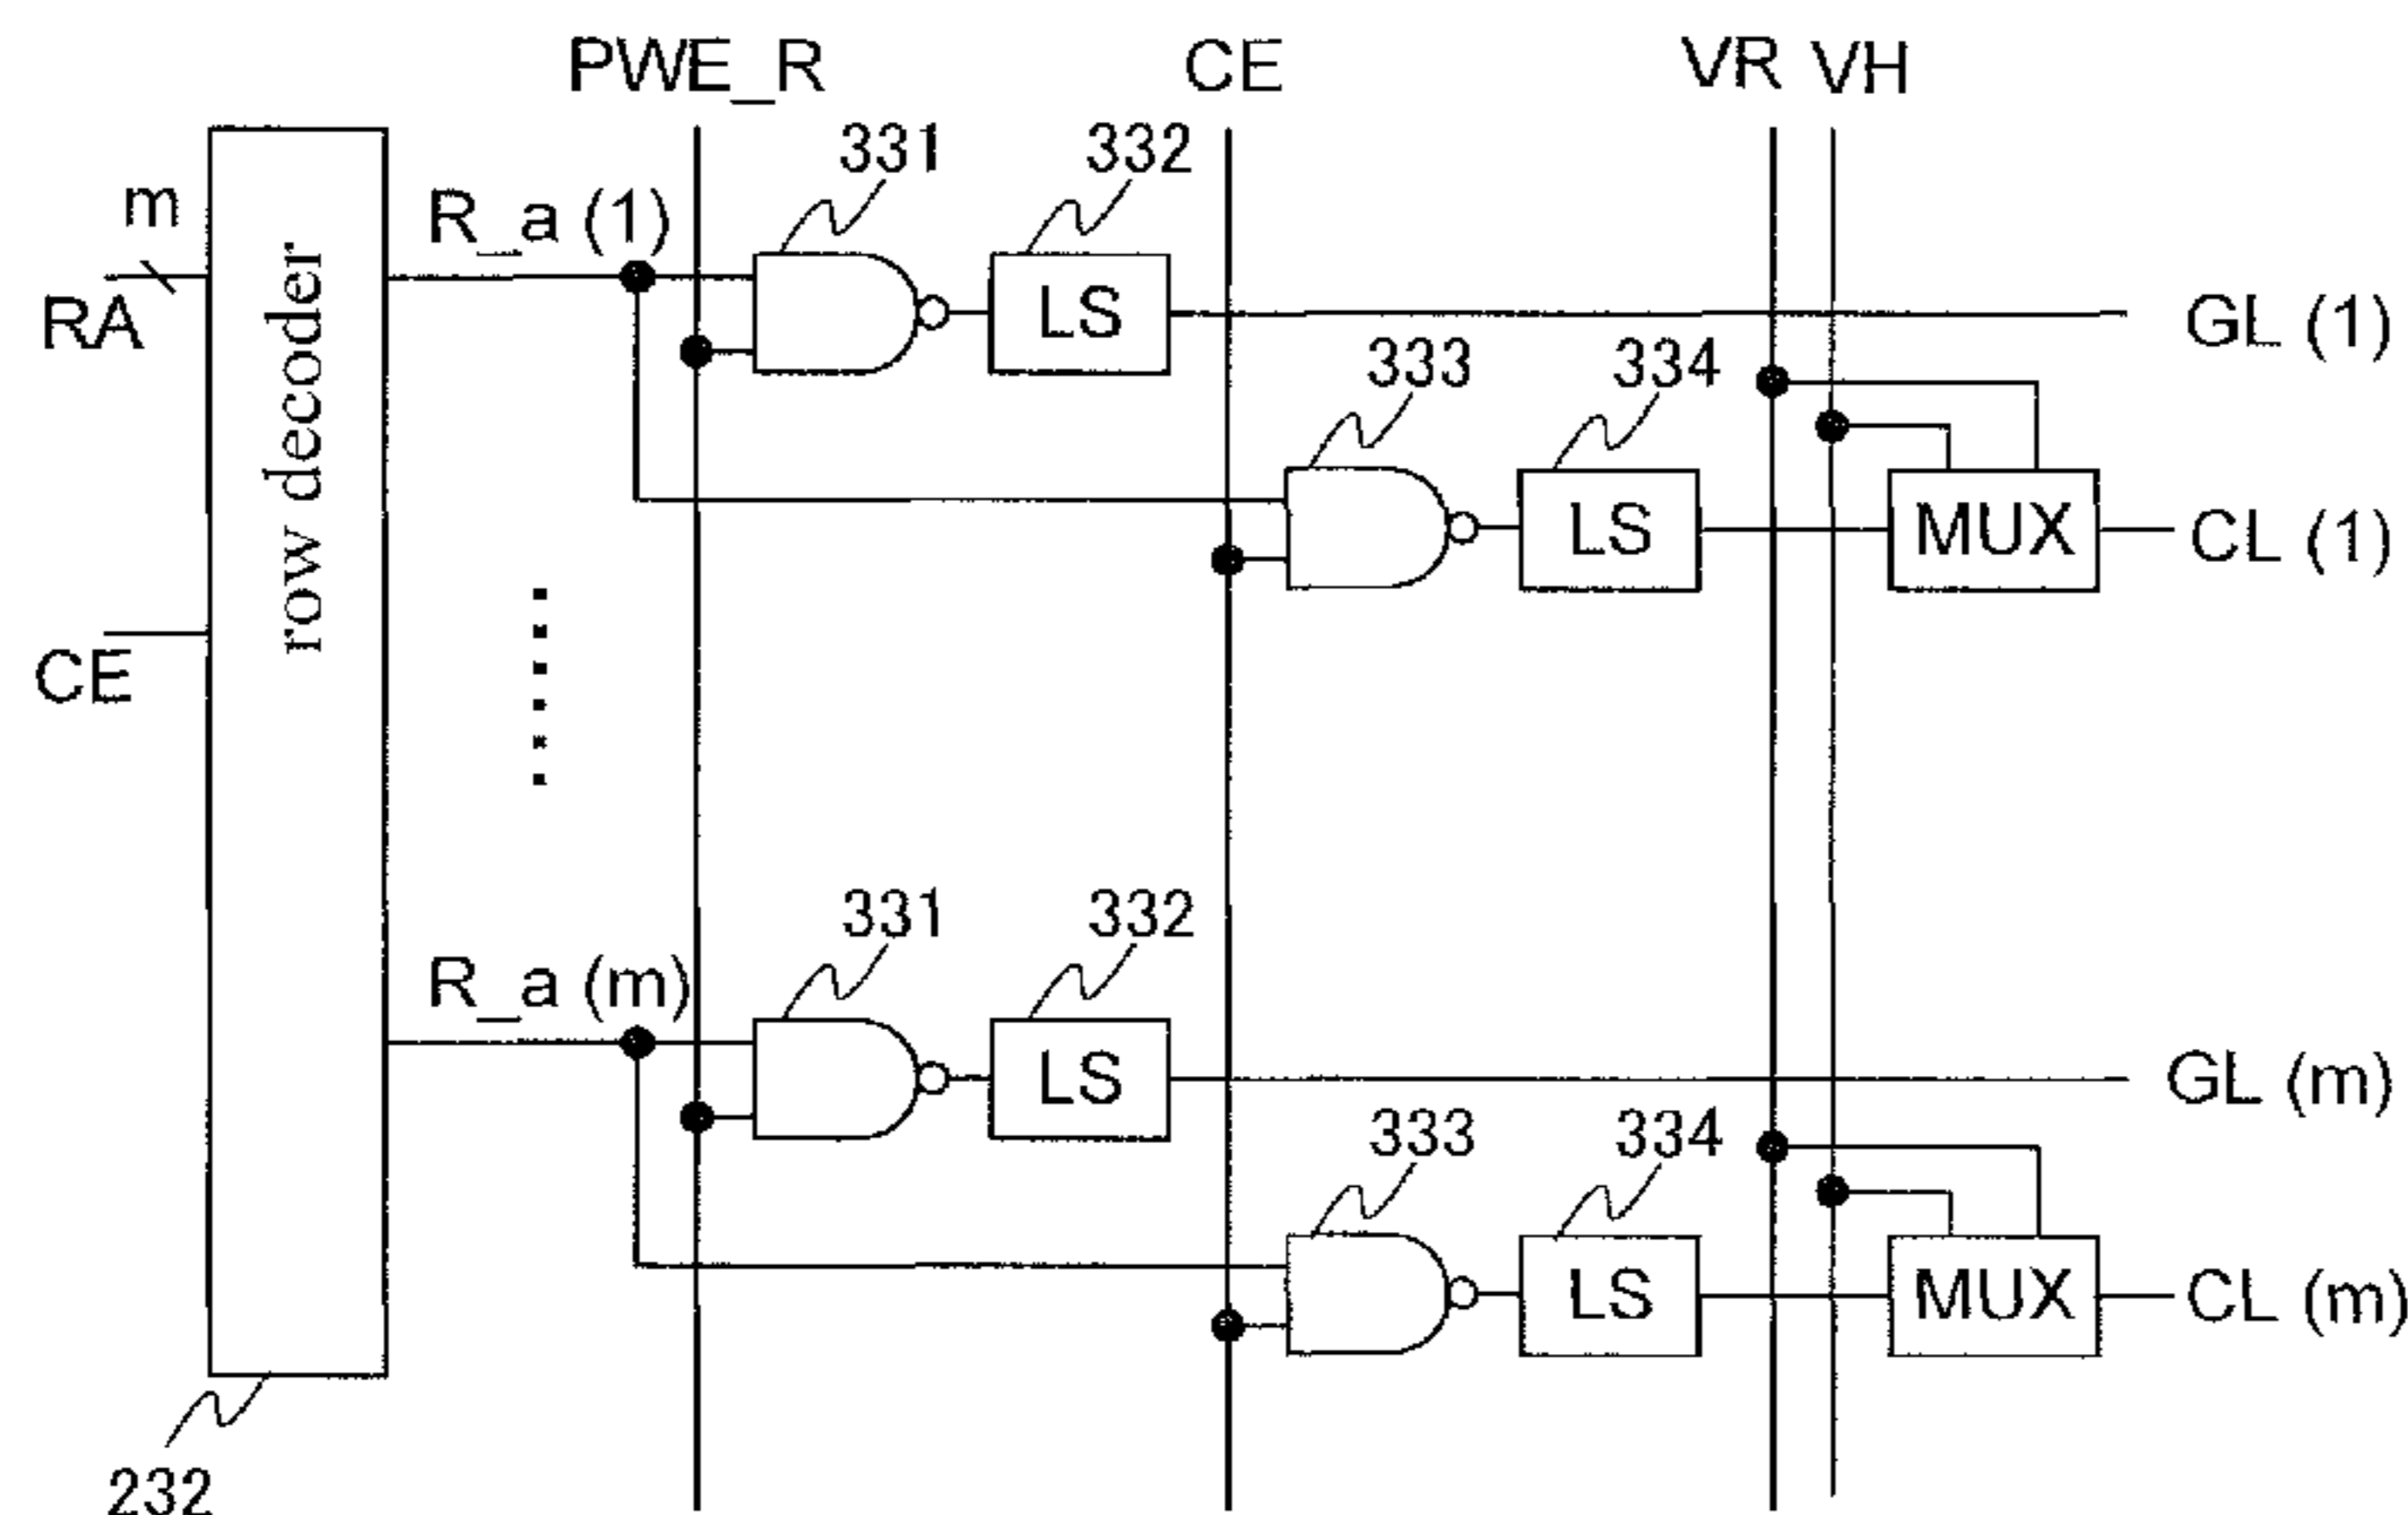 PWE_R
CE
VR
VH
331
332
m
R_a (1)
RA
row decoder
LS
GL (1)
333
334
LS
MUX
CL (1)
CE
331
332
R_a (m)
LS
GL (m)
333
334
LS
MUX
CL (m)
232